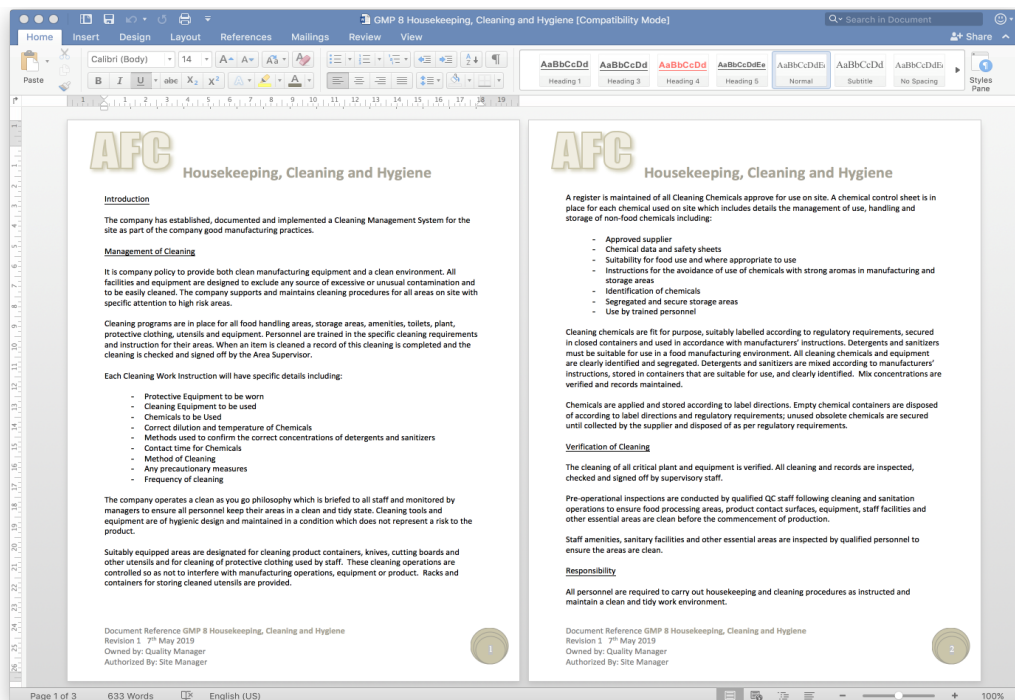 GMP 8 Housekeeping, Cleaning and Hygiene [Compatibility Mode]
Search in Document
Home Insert Design Layout References Mailings Review View
Share
Paste
Calibri (Body) 14
B I U abc X₂ X²
AaBbCcDd AaBbCcDd AaBbCcDd AaBbCcDdEe AaBbCcDdEe AaBbCcDd AaBbCcDdEe
Heading 1 Heading 3 Heading 4 Heading 5 Normal Subtitle No Spacing
Styles
Pane
AFC
Housekeeping, Cleaning and Hygiene
Introduction
The company has established, documented and implemented a Cleaning Management System for the
site as part of the company good manufacturing practices.
Management of Cleaning
It is company policy to provide both clean manufacturing equipment and a clean environment. All
facilities and equipment are designed to exclude any source of excessive or unusual contamination and
to be easily cleaned. The company supports and maintains cleaning procedures for all areas on site with
specific attention to high risk areas.
Cleaning programs are in place for all food handling areas, storage areas, amenities, toilets, plant,
protective clothing, utensils and equipment. Personnel are trained in the specific cleaning requirements
and instruction for their areas. When an item is cleaned a record of this cleaning is completed and the
cleaning is checked and signed off by the Area Supervisor.
Each Cleaning Work Instruction will have specific details including:
- Protective Equipment to be worn
- Cleaning Equipment to be used
- Chemicals to be Used
- Correct dilution and temperature of Chemicals
- Methods used to confirm the correct concentrations of detergents and sanitizers
- Contact time for Chemicals
- Method of Cleaning
- Any precautionary measures
- Frequency of cleaning
The company operates a clean as you go philosophy which is briefed to all staff and monitored by
managers to ensure all personnel keep their areas in a clean and tidy state. Cleaning tools and
equipment are of hygienic design and maintained in a condition which does not represent a risk to the
product.
Suitably equipped areas are designated for cleaning product containers, knives, cutting boards and
other utensils and for cleaning of protective clothing used by staff. These cleaning operations are
controlled so as not to interfere with manufacturing operations, equipment or product. Racks and
containers for storing cleaned utensils are provided.
Document Reference GMP 8 Housekeeping, Cleaning and Hygiene
Revision 1 7th May 2019
Owned by: Quality Manager
Authorized By: Site Manager
1
AFC
Housekeeping, Cleaning and Hygiene
A register is maintained of all Cleaning Chemicals approve for use on site. A chemical control sheet is in
place for each chemical used on site which includes details the management of use, handling and
storage of non-food chemicals including:
- Approved supplier
- Chemical data and safety sheets
- Suitability for food use and where appropriate to use
- Instructions for the avoidance of use of chemicals with strong aromas in manufacturing and
storage areas
- Identification of chemicals
- Segregated and secure storage areas
- Use by trained personnel
Cleaning chemicals are fit for purpose, suitably labelled according to regulatory requirements, secured
in closed containers and used in accordance with manufacturers' instructions. Detergents and sanitizers
must be suitable for use in a food manufacturing environment. All cleaning chemicals and equipment
are clearly identified and segregated. Detergents and sanitizers are mixed according to manufacturers'
instructions, stored in containers that are suitable for use, and clearly identified. Mix concentrations are
verified and records maintained.
Chemicals are applied and stored according to label directions. Empty chemical containers are disposed
of according to label directions and regulatory requirements; unused obsolete chemicals are secured
until collected by the supplier and disposed of as per regulatory requirements.
Verification of Cleaning
The cleaning of all critical plant and equipment is verified. All cleaning and records are inspected,
checked and signed off by supervisory staff.
Pre-operational inspections are conducted by qualified QC staff following cleaning and sanitation
operations to ensure food processing areas, product contact surfaces, equipment, staff facilities and
other essential areas are clean before the commencement of production.
Staff amenities, sanitary facilities and other essential areas are inspected by qualified personnel to
ensure the areas are clean.
Responsibility
All personnel are required to carry out housekeeping and cleaning procedures as instructed and
maintain a clean and tidy work environment.
Document Reference GMP 8 Housekeeping, Cleaning and Hygiene
Revision 1 7th May 2019
Owned by: Quality Manager
Authorized By: Site Manager
2
Page 1 of 3 633 Words English (US) 100%